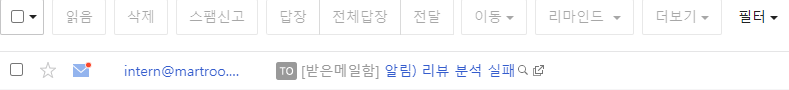 읽음 삭제 스팸신고 답장 전체답장 전달 이동 리마인드 더보기 필터
intern@martroo.... TO [받은메일함] 알림) 리뷰 분석 실패